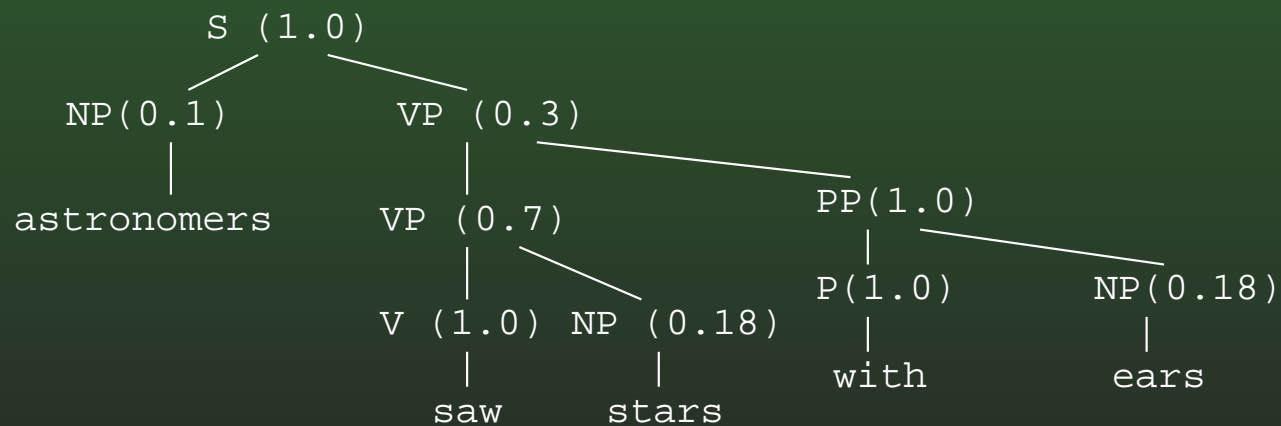 S (1.0)
NP(0.1) VP (0.3)
astronomers VP (0.7) PP(1.0)
V (1.0) NP (0.18) P(1.0) NP(0.18)
saw stars with ears